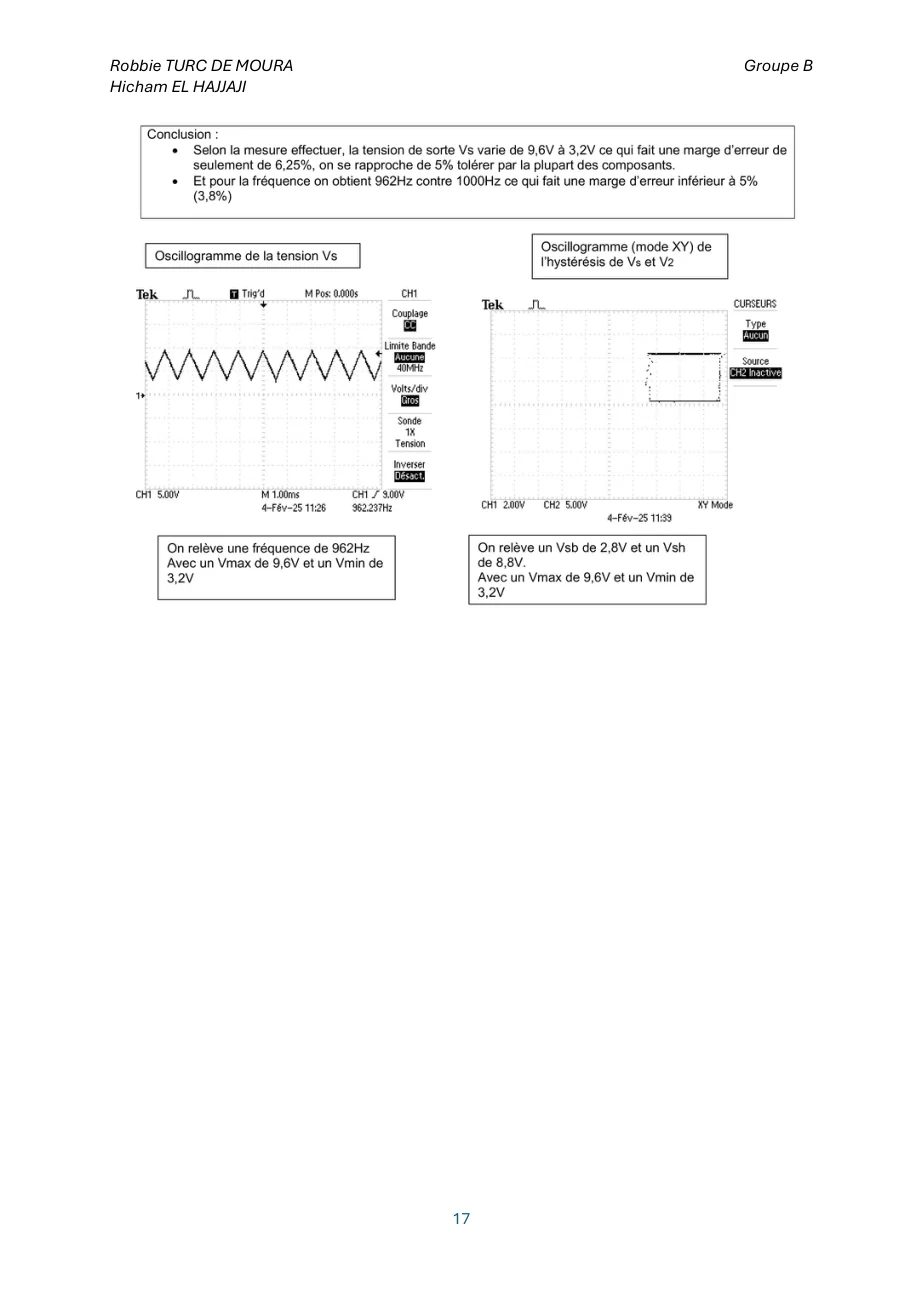 Robbie TURC DE MOURA
Groupe B
Hicham EL HAJJAJI
Conclusion :
• Selon la mesure effectuer, la tension de sorte Vs varie de 9,6V à 3,2V ce qui fait une marge d'erreur de
seulement de 6,25%, on se rapproche de 5% tolérer par la plupart des composants.
• Et pour la fréquence on obtient 962Hz contre 1000Hz ce qui fait une marge d'erreur inférieur à 5%
(3,8%)
Oscillogramme de la tension Vs
Tek T Trig'd M Pos: 0.000s CH1
Couplage
CC
Limite Bande
Aucune
40MHz
Volts/div
Gros
Sonde
1X
Tension
Inverser
Désact.
1
CH1 5.00V M 1.00ms CH1 9.00V
4-Fév-25 11:26 962.237Hz
On relève une fréquence de 962Hz
Avec un Vmax de 9,6V et un Vmin de
3,2V
Oscillogramme (mode XY) de
l'hystérésis de Vs et V2
Tek CURSEURS
Type
Aucun
Source
CH2 Inactive
CH1 2.00V CH2 5.00V XY Mode
4-Fév-25 11:39
On relève un Vsb de 2,8V et un Vsh
de 8,8V.
Avec un Vmax de 9,6V et un Vmin de
3,2V
17